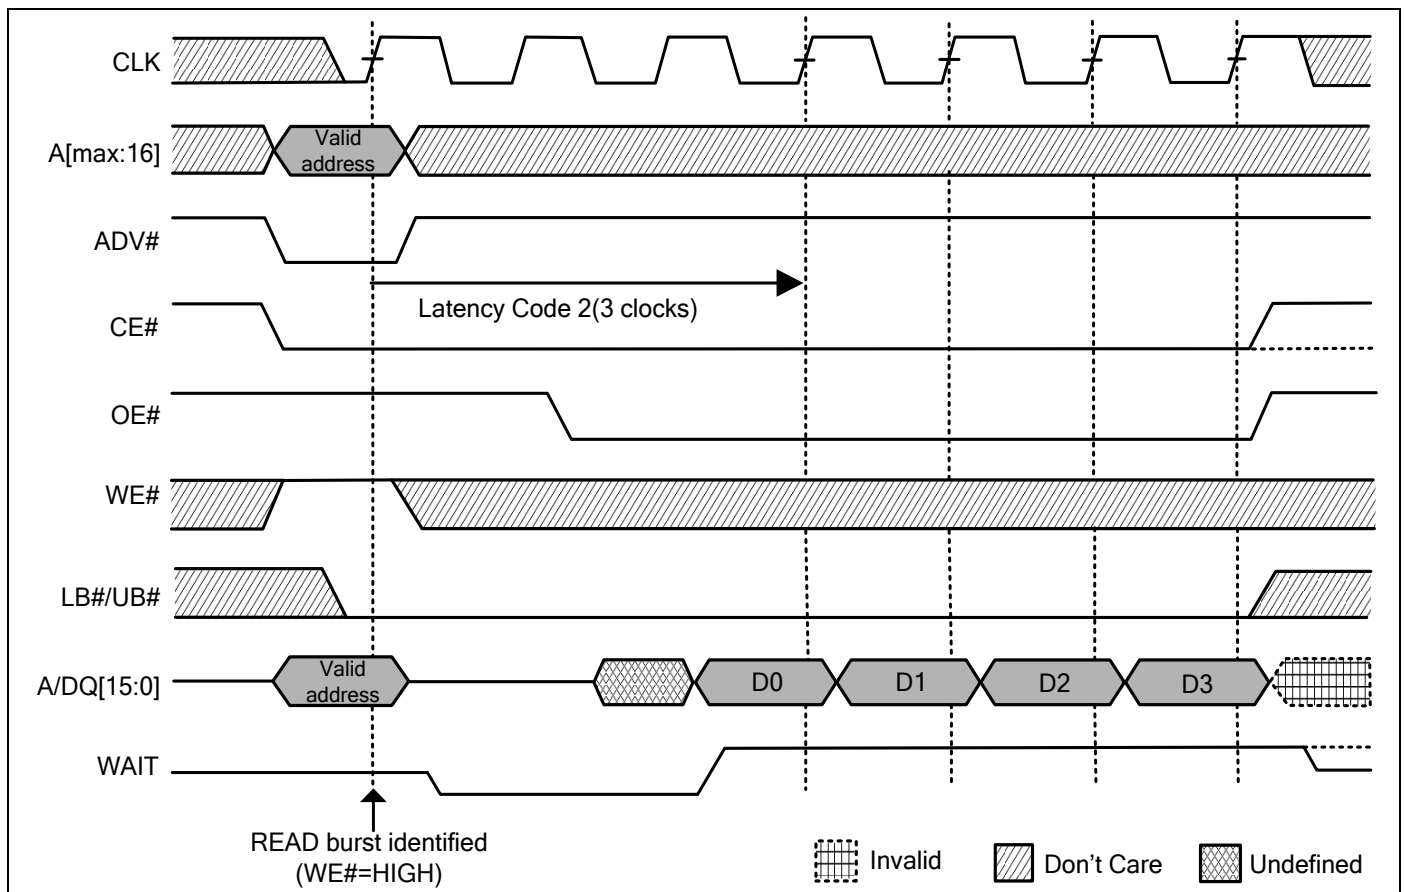 CLK
A[max:16]
Valid
address
ADV#
Latency Code 2(3 clocks)
CE#
OE#
WE#
LB#/UB#
A/DQ[15:0]
Valid
address
D0
D1
D2
D3
WAIT
READ burst identified
(WE#=HIGH)
Invalid
Don't Care
Undefined